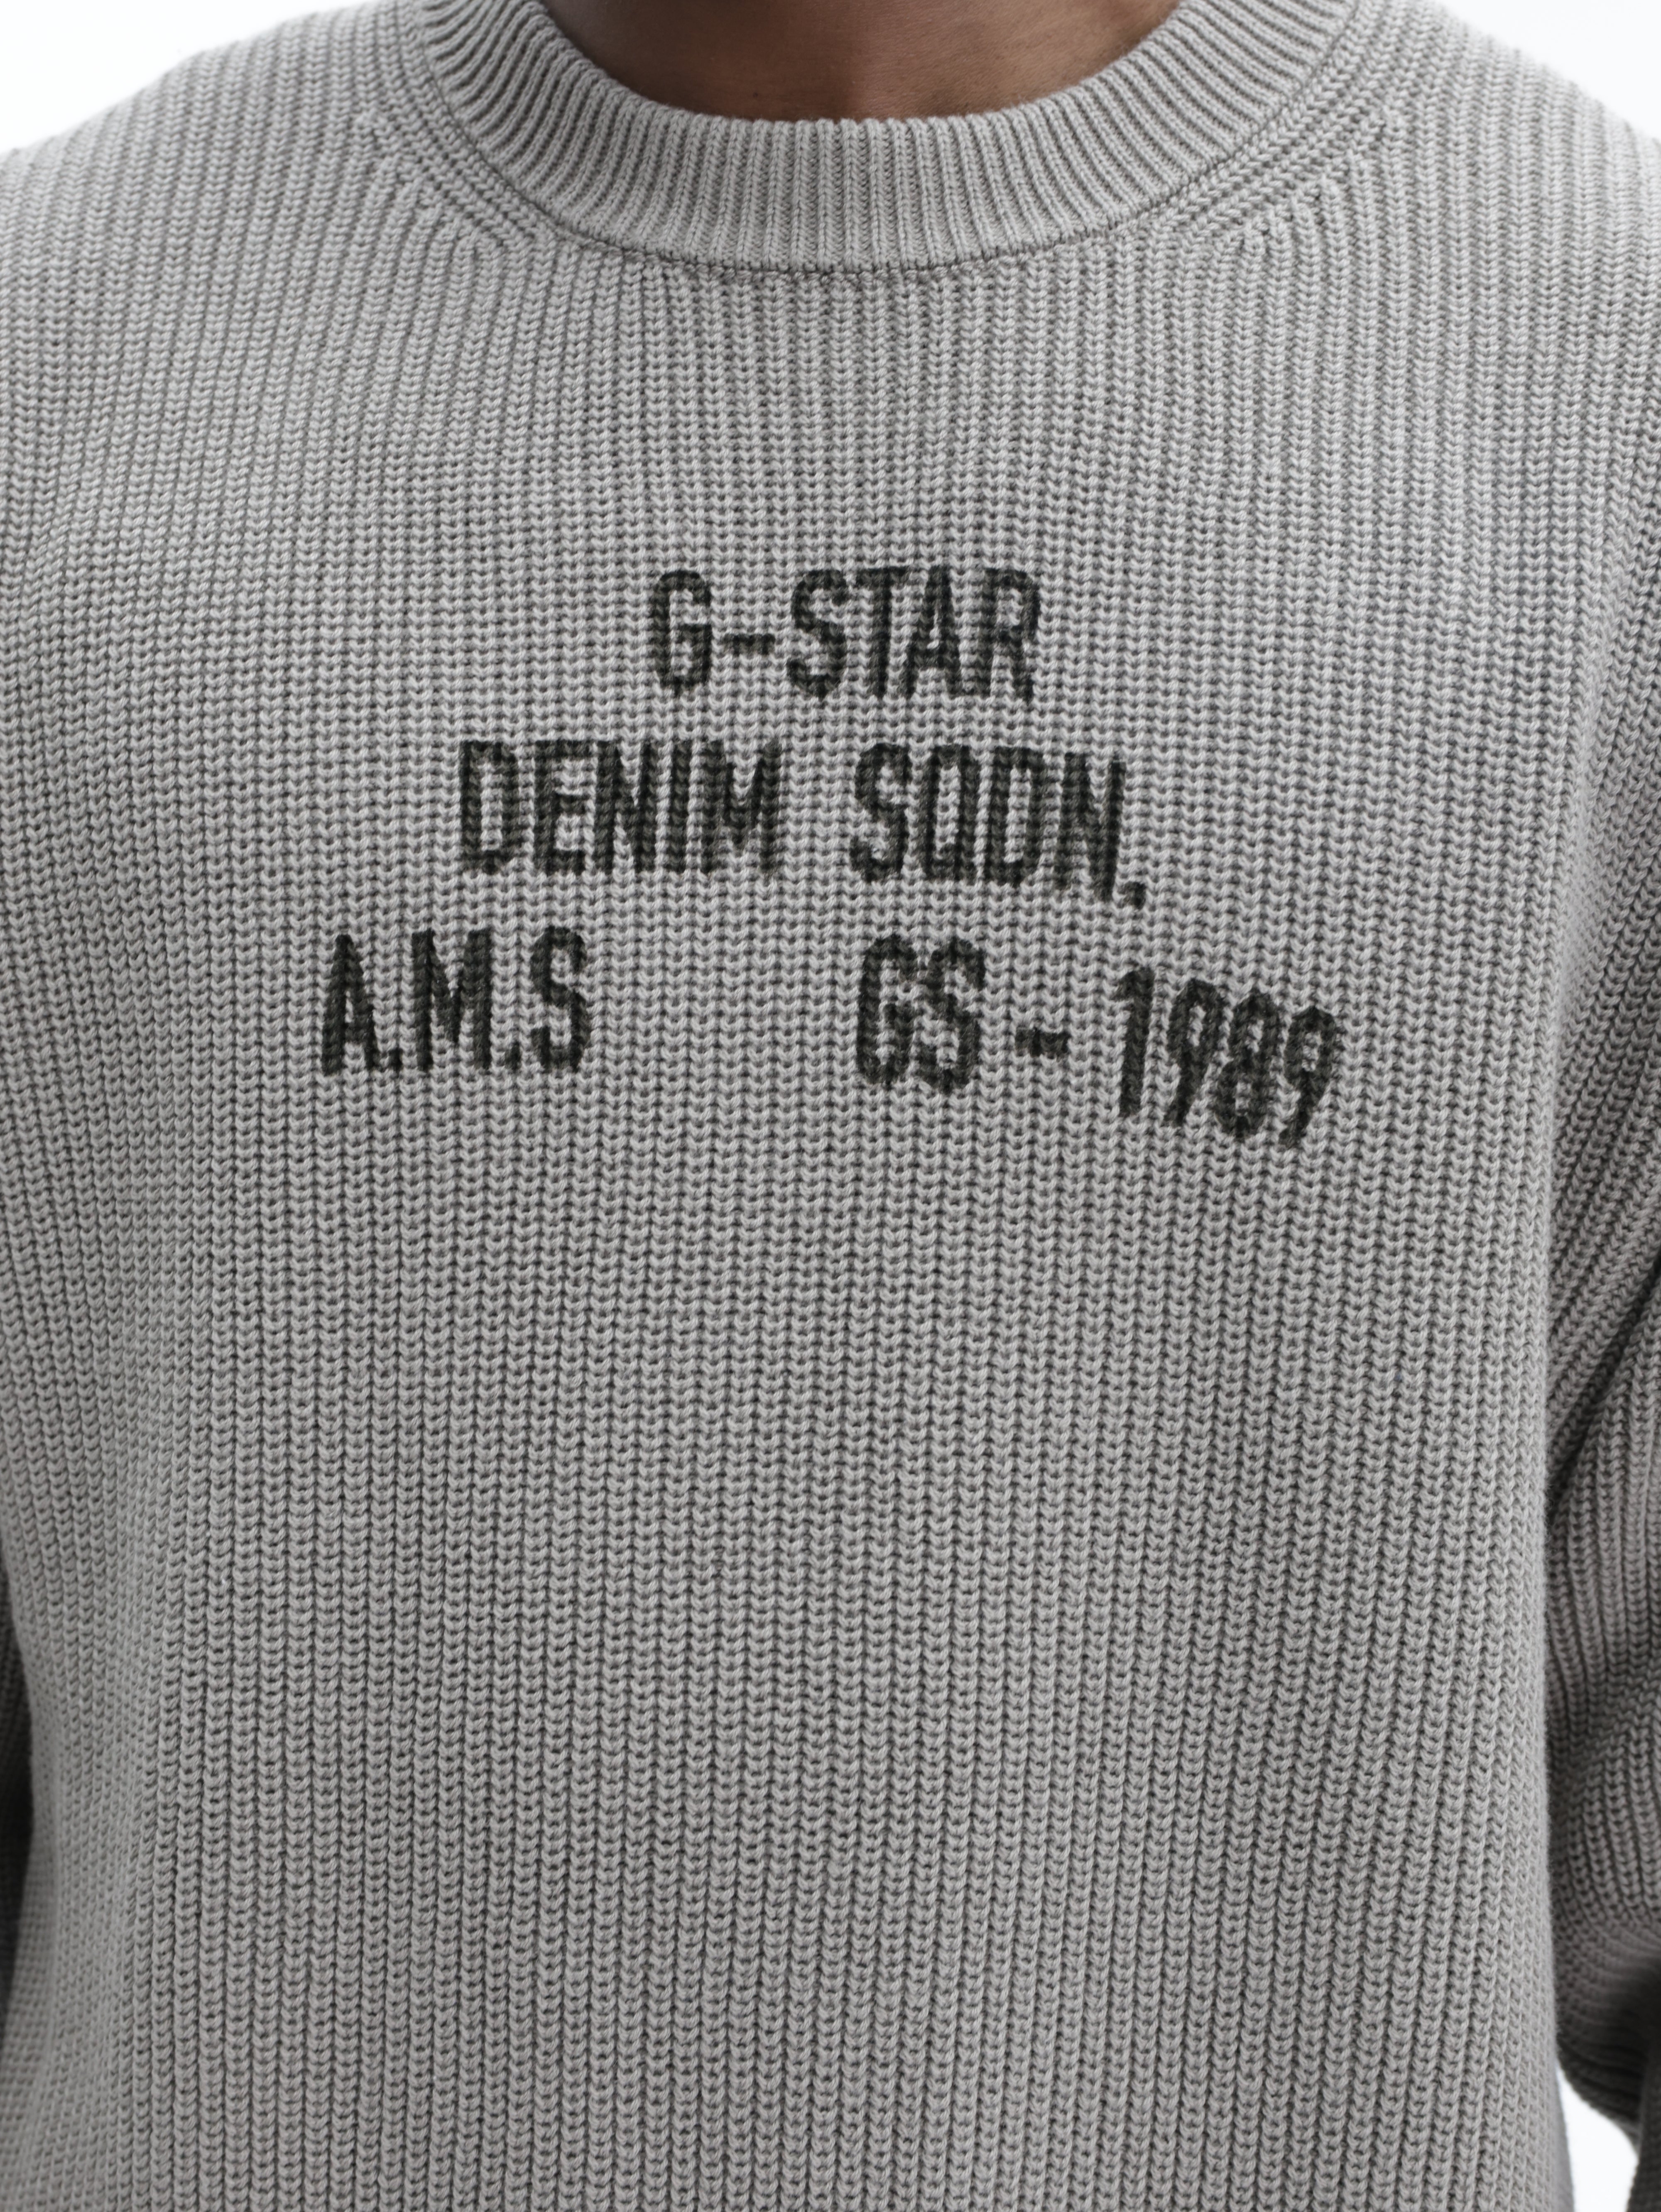 G-STAR
DENIM SQDN.
A.M.S GS - 1989